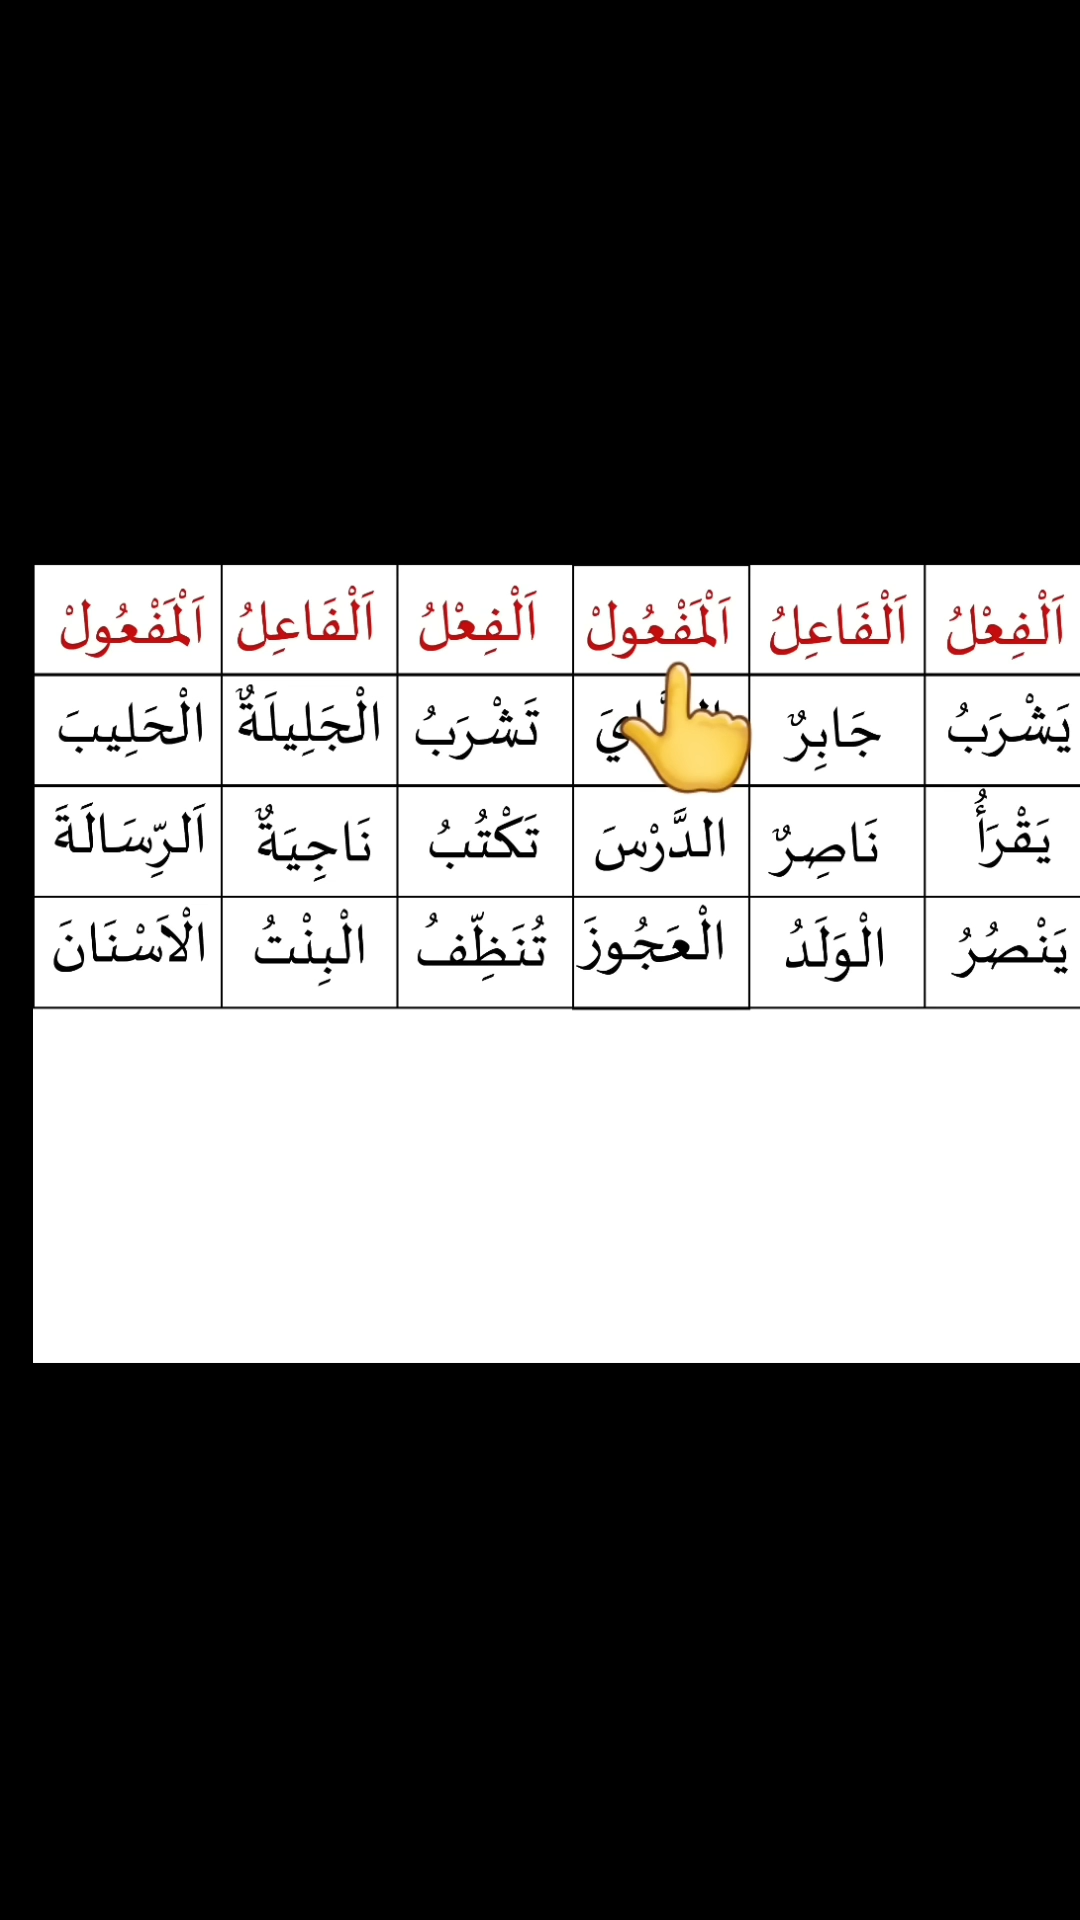 اَلْفِعْلُ اَلْفَاعِلُ اَلْمَفْعُولْ اَلْفِعْلُ اَلْفَاعِلُ اَلْمَفْعُولْ
يَشْرَبُ جَابِرٌ تَشْرَبُ الْجَلِيلَةٌ الْحَلِيبَ
يَقْرَأُ نَاصِرٌ الدَّرْسَ تَكْتُبُ نَاجِيَةٌ اَلرِّسَالَةَ
يَنْصُرُ الْوَلَدُ الْعَجُوزَ تُنَظِّفُ الْبِنْتُ الْاَسْنَانَ